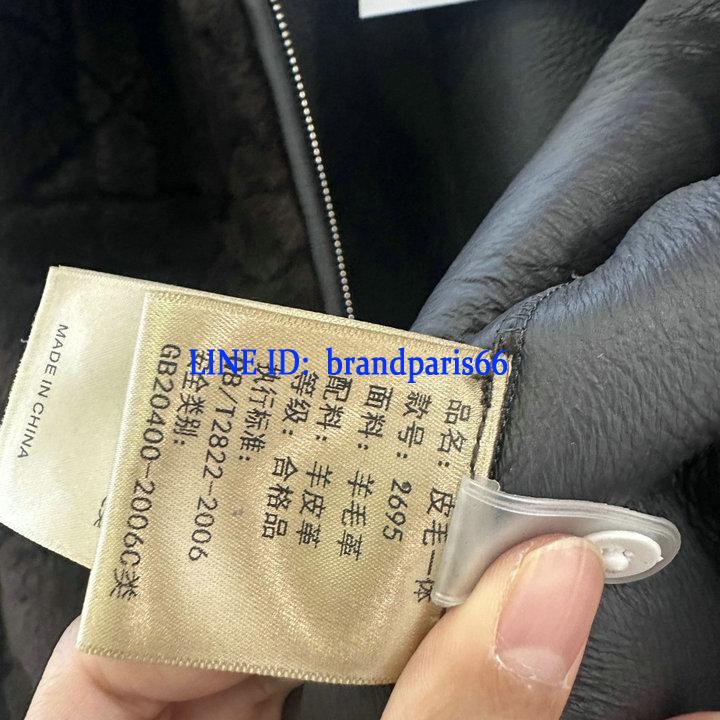 品名：皮毛一体
款号：2695
面料：羊毛革
配料：羊皮革
等级：合格品
执行标准：
QB/T2822-2006
安全类别：
GB20400-2006C类
MADE IN CHINA
LINE ID：brandparis66